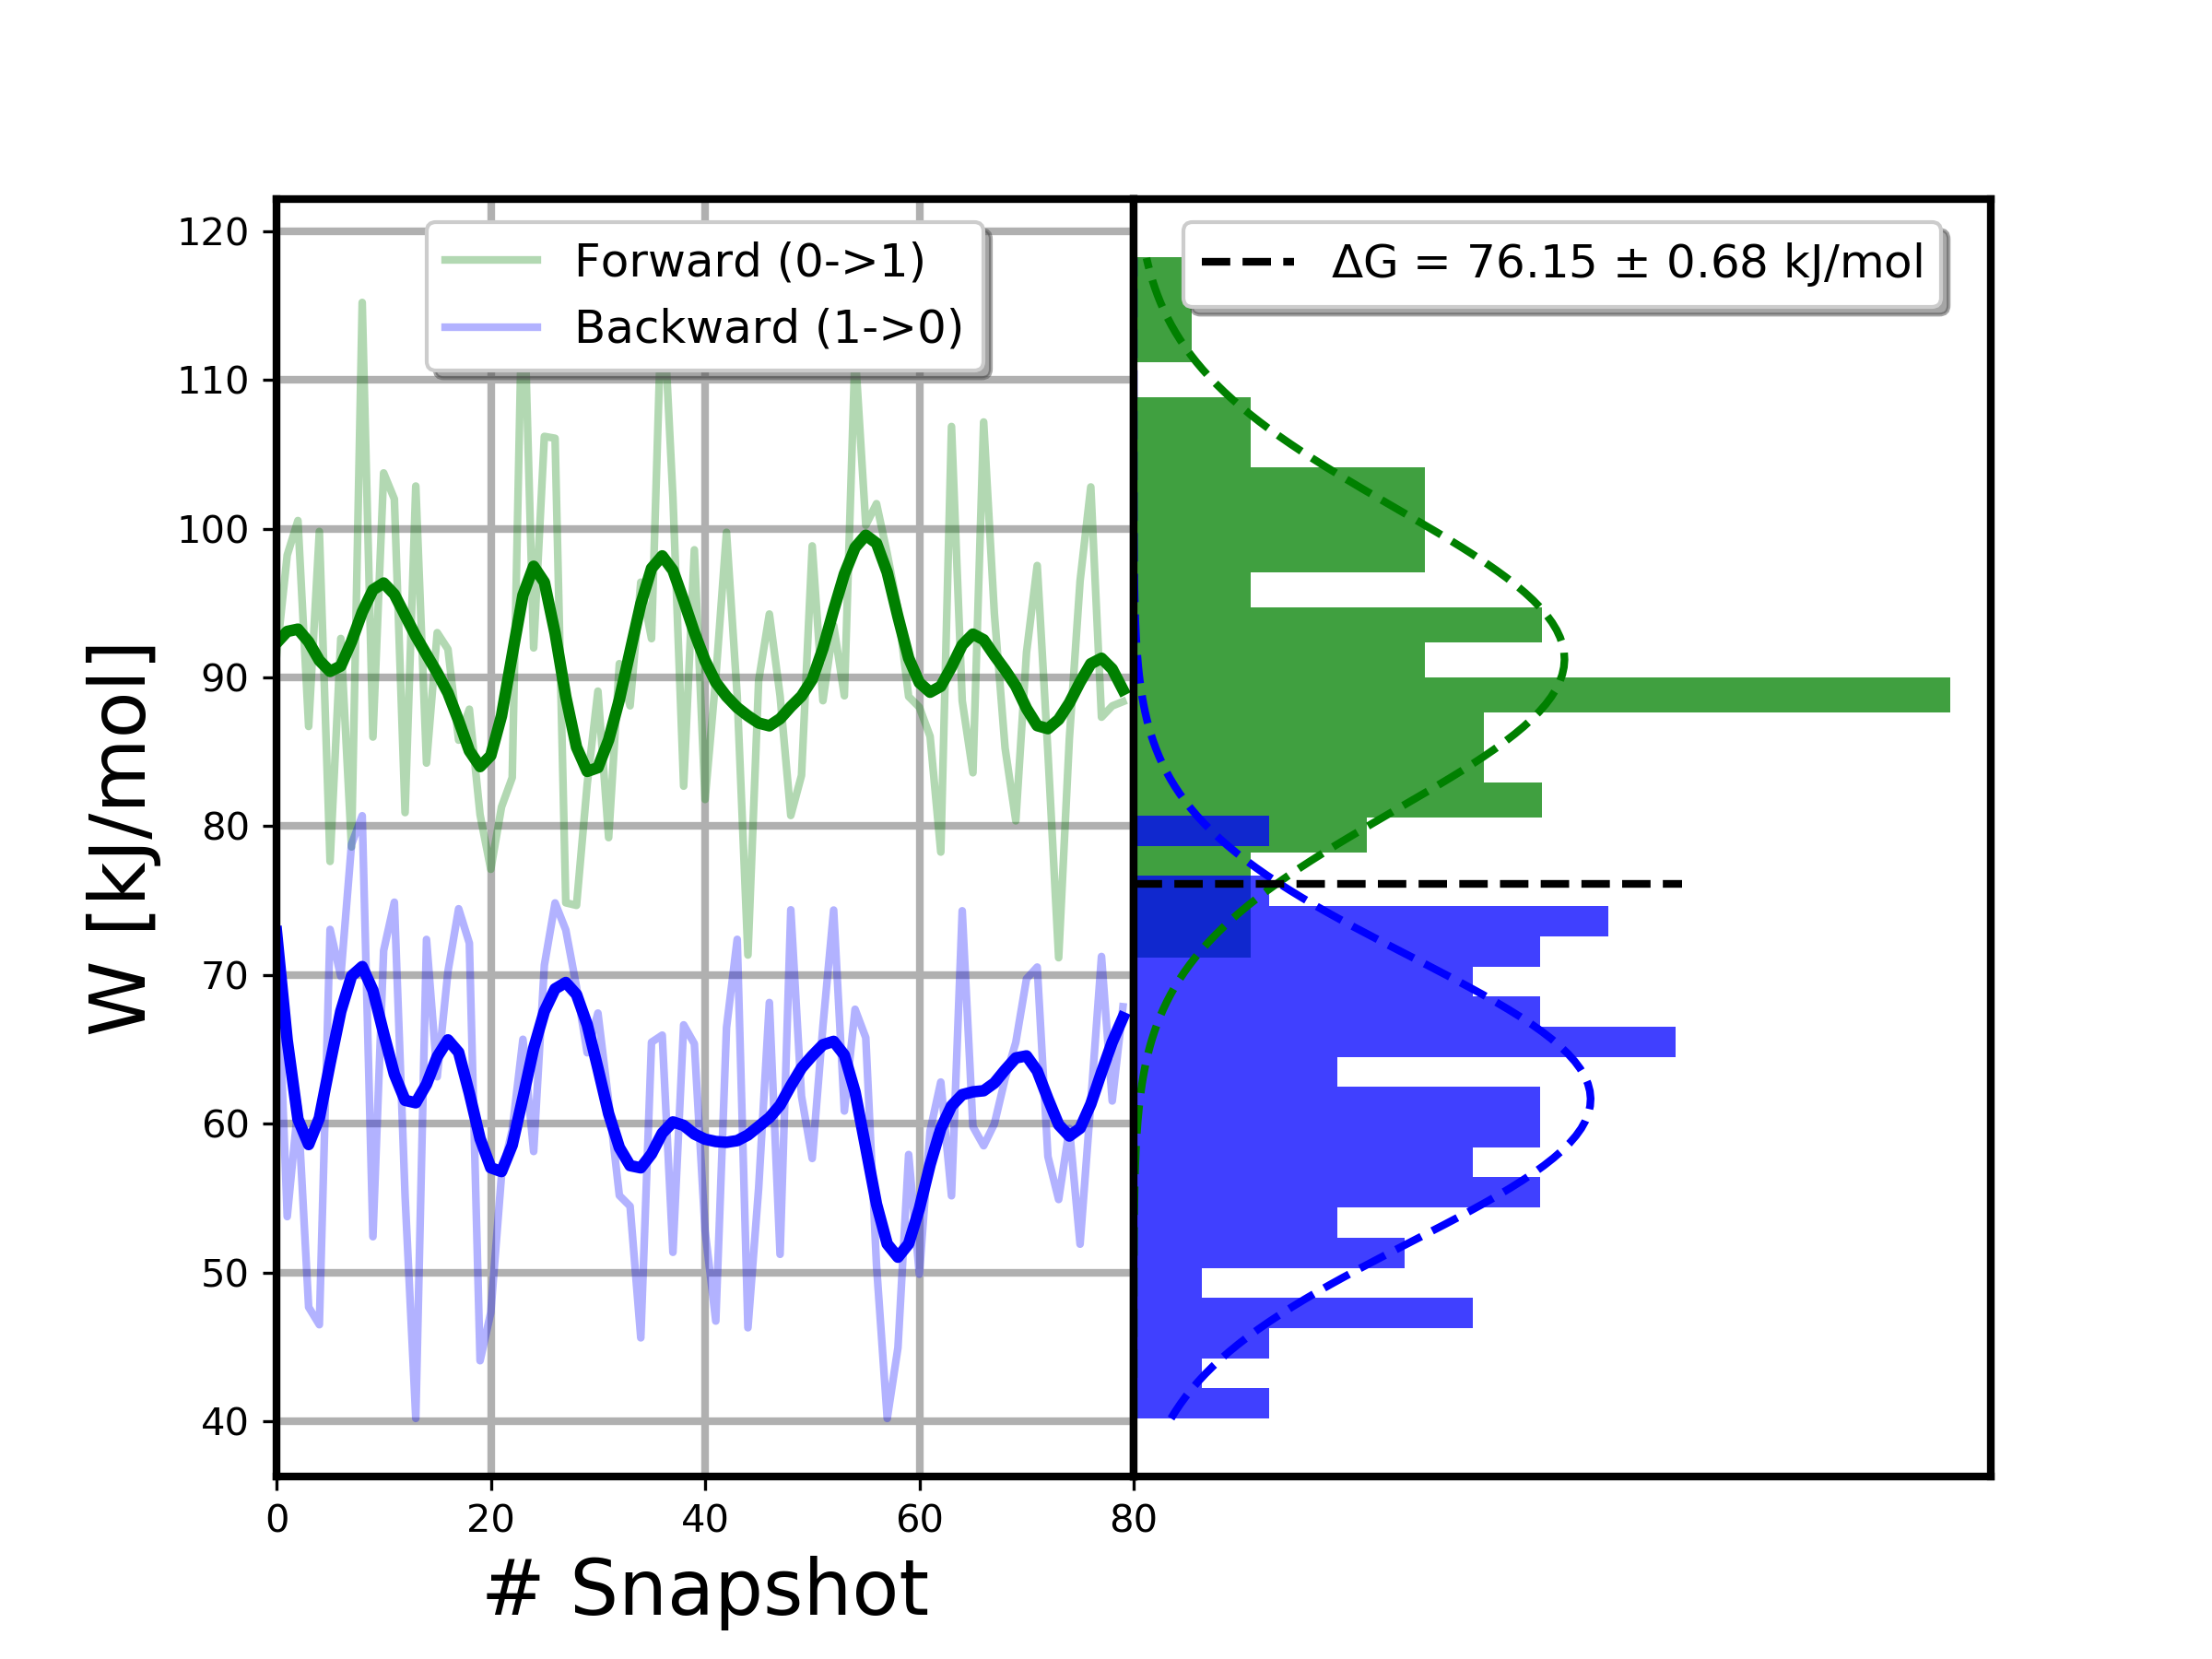 Forward (0->1)
Backward (1->0)
ΔG = 76.15 ± 0.68 kJ/mol
W [kJ/mol]
120
110
100
90
80
70
60
50
40
0 20 40 60 80
# Snapshot